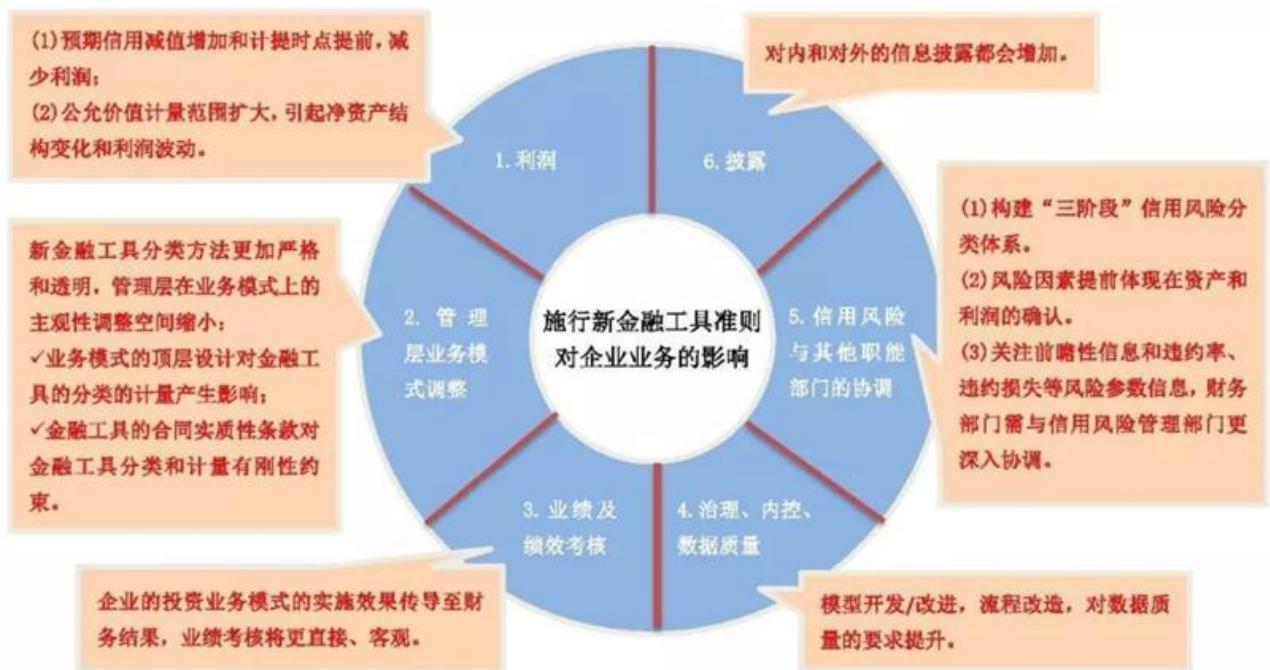 (1)预期信用减值增加和计提时点提前，减
少利润；
(2)公允价值计量范围扩大，引起净资产结
构变化和利润波动。
对内和对外的信息披露都会增加。
1.利润
6.披露
新金融工具分类方法更加严格
和透明，管理层在业务模式上的
主观性调整空间缩小：
✓业务模式的顶层设计对金融工
具的分类的计量产生影响；
✓金融工具的合同实质性条款对
金融工具分类和计量有刚性约
束。
2. 管 理
层业务模
式调整
施行新金融工具准则
对企业业务的影响
5.信用风险
与其他职能
部门的协调
(1)构建“三阶段”信用风险分
类体系。
(2)风险因素提前体现在资产和
利润的确认。
(3)关注前瞻性信息和违约率、
违约损失等风险参数信息，财务
部门需与信用风险管理部门更
深入协调。
3.业绩及
绩效考核
4.治理、内控、
数据质量
企业的投资业务模式的实施效果传导至财
务结果，业绩考核将更直接、客观。
模型开发/改进，流程改造，对数据质
量的要求提升。